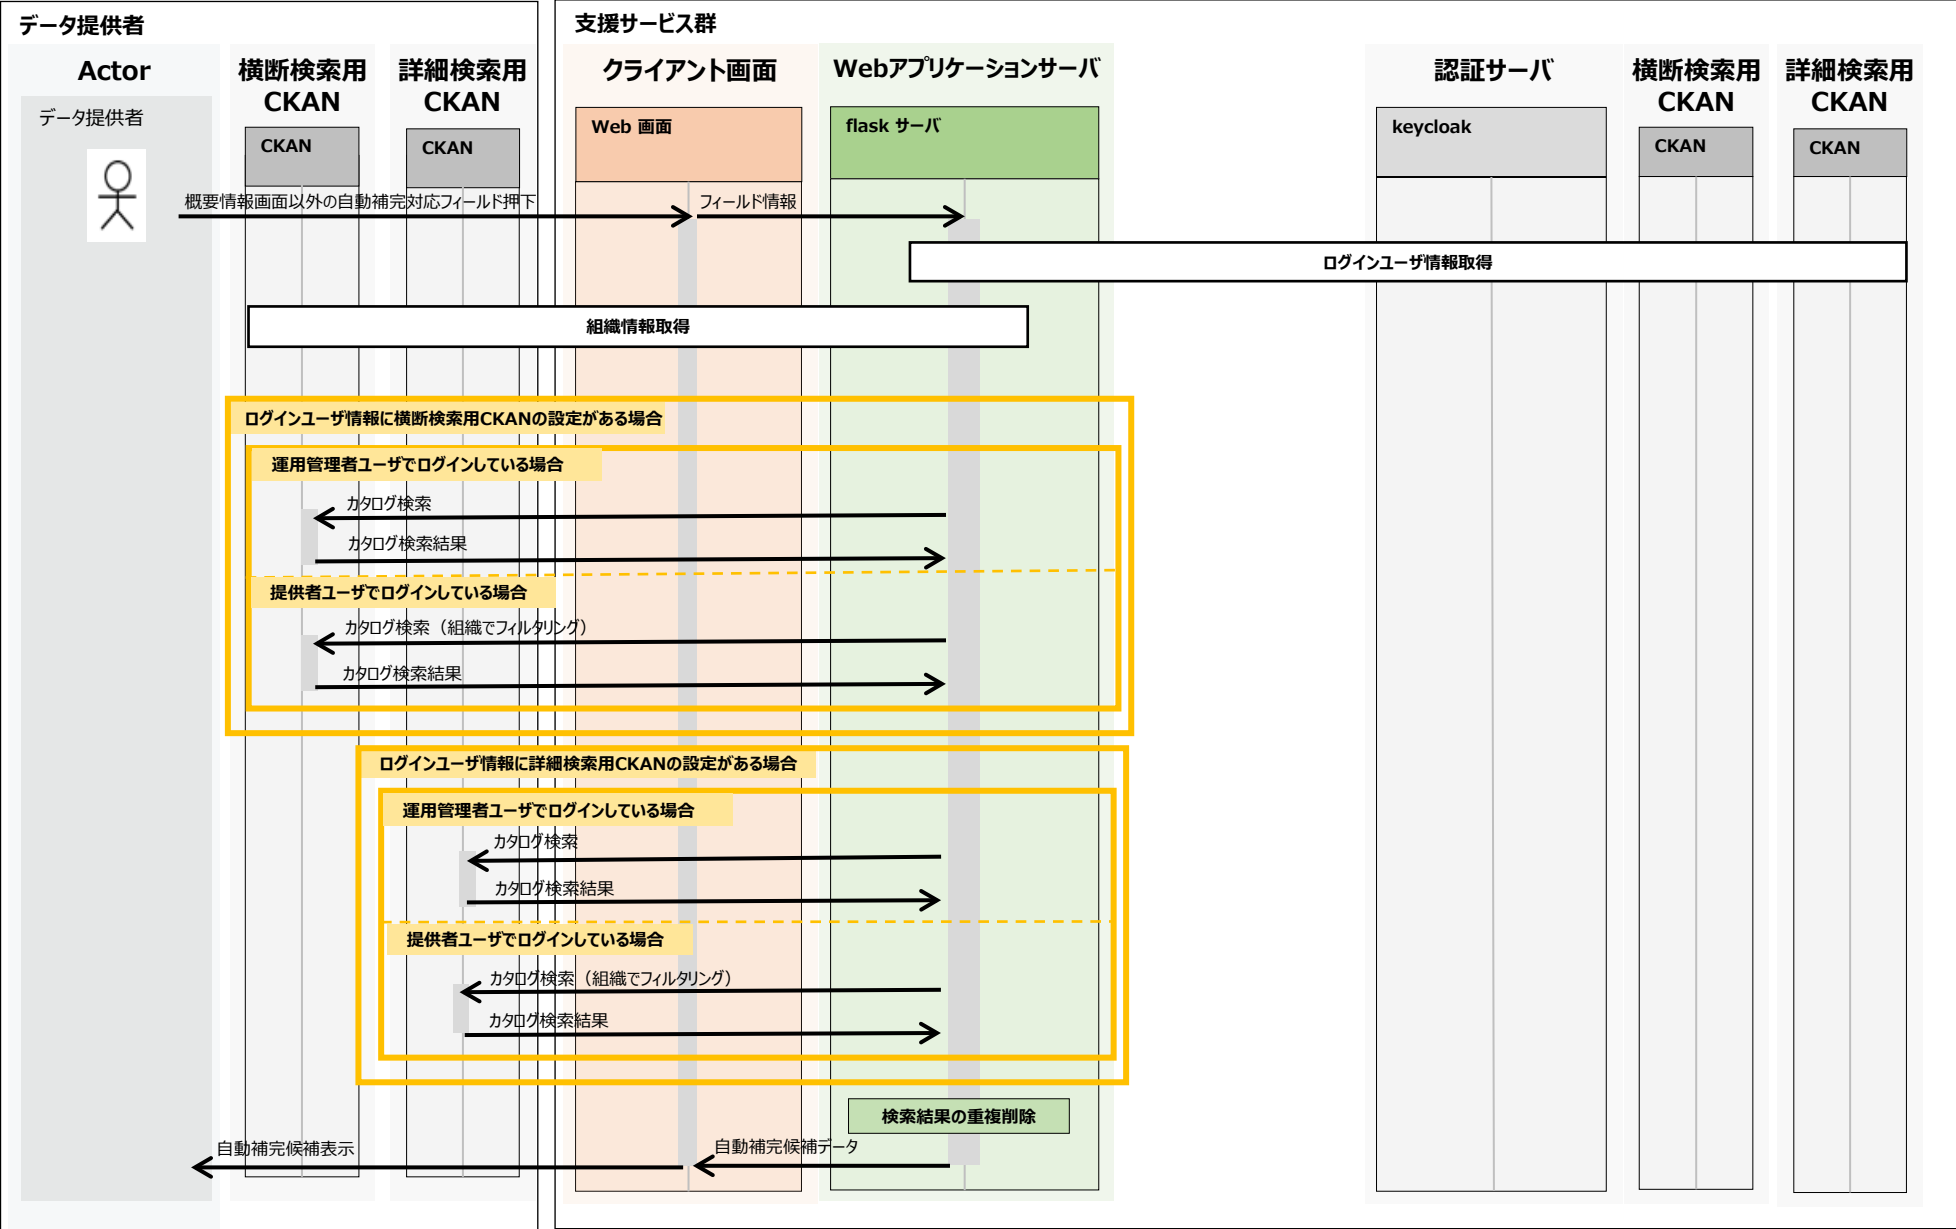 データ提供者
支援サービス群
Actor
横断検索用
CKAN
詳細検索用
CKAN
クライアント画面
Webアプリケーションサーバ
認証サーバ
横断検索用
CKAN
詳細検索用
CKAN
データ提供者
CKAN
CKAN
Web 画面
flask サーバ
keycloak
CKAN
CKAN
概要情報画面以外の自動補完対応フィールド押下
フィールド情報
ログインユーザ情報取得
組織情報取得
ログインユーザ情報に横断検索用CKANの設定がある場合
運用管理者ユーザでログインしている場合
カタログ検索
カタログ検索結果
提供者ユーザでログインしている場合
カタログ検索（組織でフィルタリング）
カタログ検索結果
ログインユーザ情報に詳細検索用CKANの設定がある場合
運用管理者ユーザでログインしている場合
カタログ検索
カタログ検索結果
提供者ユーザでログインしている場合
カタログ検索（組織でフィルタリング）
カタログ検索結果
検索結果の重複削除
自動補完候補データ
自動補完候補表示